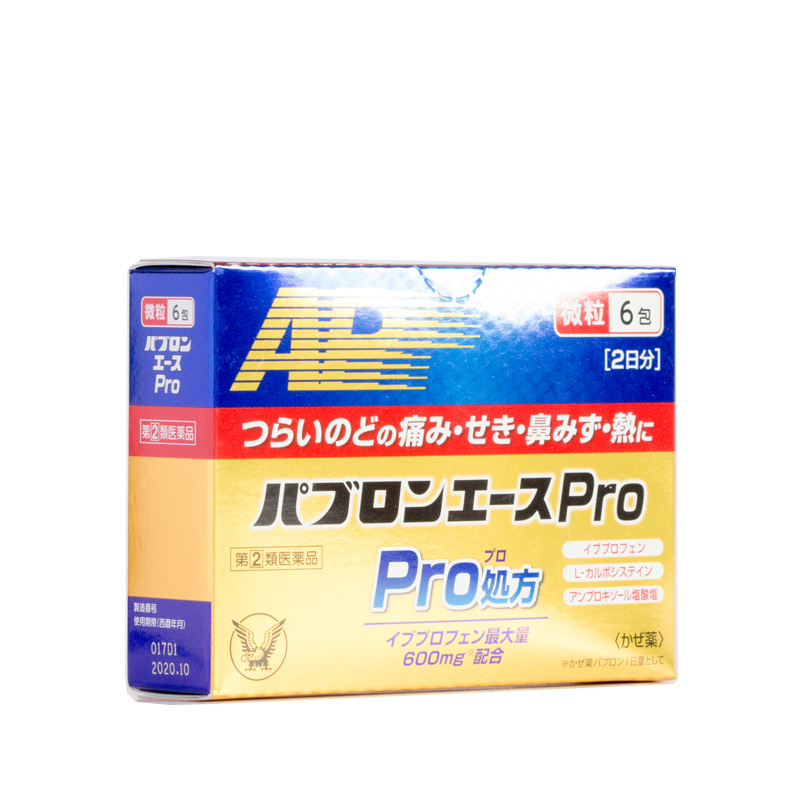 微粒 6包
パブロン
エース
Pro
第②類医薬品
製造番号
使用期限(西暦年月)
017D1
2020.10
AP
微粒 6包
[2日分]
つらいのどの痛み・せき・鼻みず・熱に
パブロンエースPro
第②類医薬品
プロ
Pro処方
イブプロフェン
L-カルボシステイン
アンブロキソール塩酸塩
イブプロフェン最大量
600mg※配合
〈かぜ薬〉
※かぜ薬パブロン1日量として